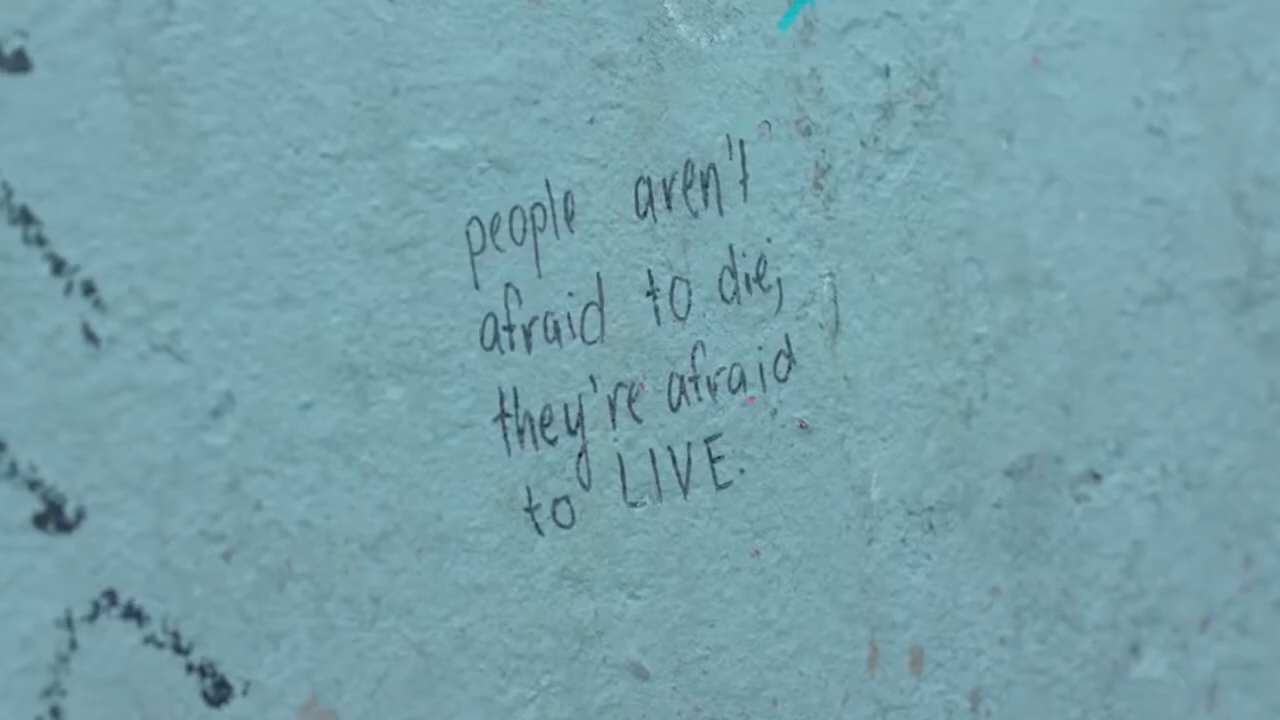 people aren't
afraid to die,
they're afraid
to LIVE.